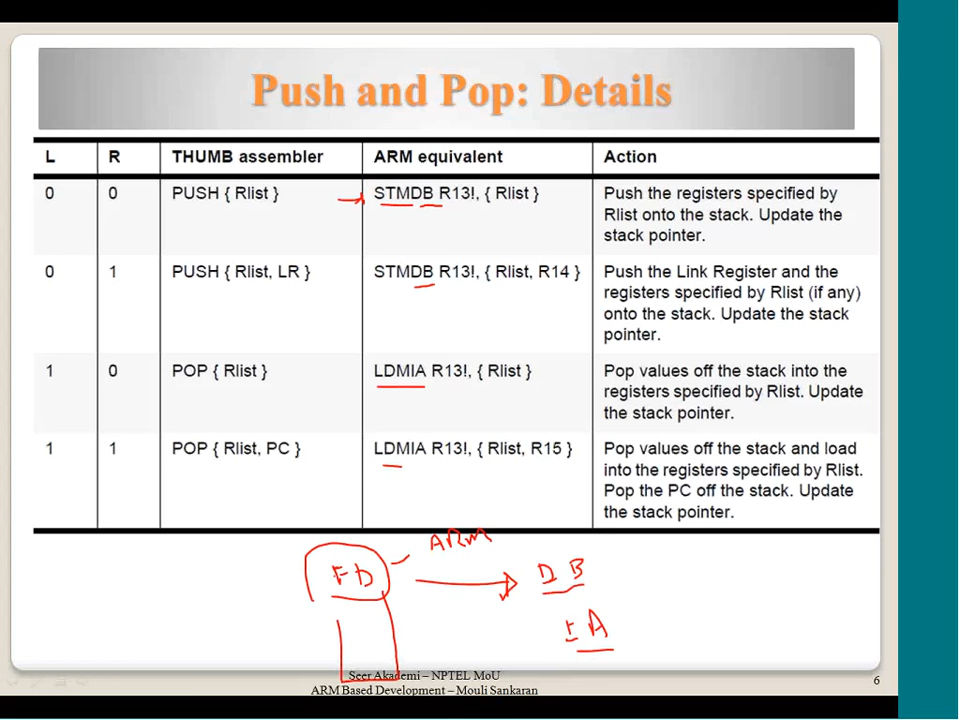 Push and Pop: Details
L R THUMB assembler ARM equivalent Action
0 0 PUSH { Rlist } STMDB R13!, { Rlist } Push the registers specified by
Rlist onto the stack. Update the
stack pointer.
0 1 PUSH { Rlist, LR } STMDB R13!, { Rlist, R14 } Push the Link Register and the
registers specified by Rlist (if any)
onto the stack. Update the stack
pointer.
1 0 POP { Rlist } LDMIA R13!, { Rlist } Pop values off the stack into the
registers specified by Rlist. Update
the stack pointer.
1 1 POP { Rlist, PC } LDMIA R13!, { Rlist, R15 } Pop values off the stack and load
into the registers specified by Rlist.
Pop the PC off the stack. Update
the stack pointer.
ARM
FD DB
IA
Seer Akademi – NPTEL MoU
ARM Based Development – Mouli Sankaran 6